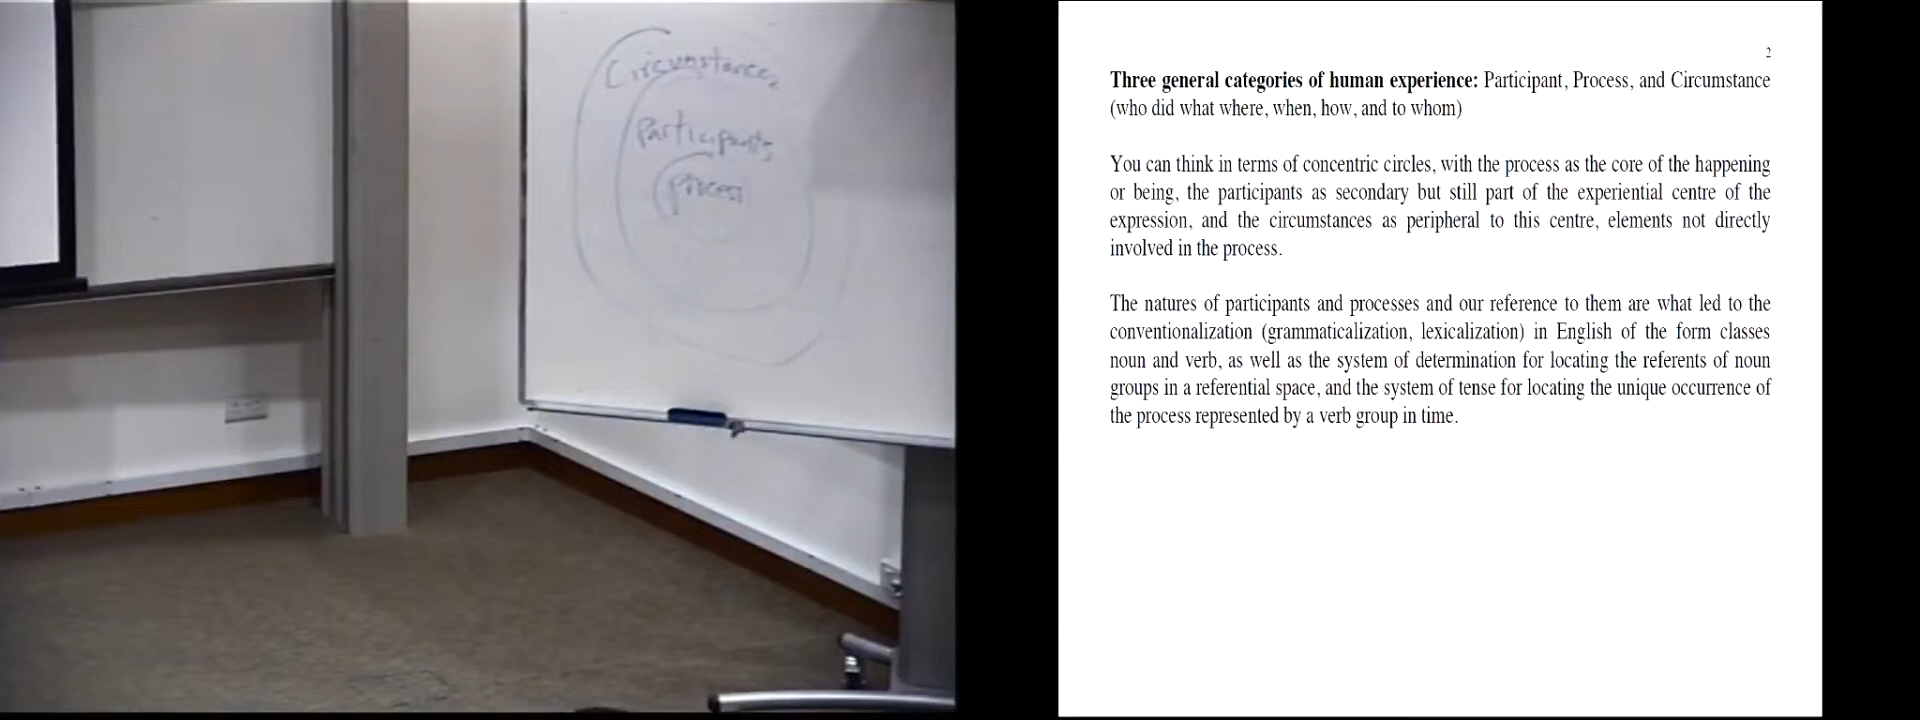 Circumstances
Participants
Process
2
Three general categories of human experience: Participant, Process, and Circumstance
(who did what where, when, how, and to whom)
You can think in terms of concentric circles, with the process as the core of the happening
or being, the participants as secondary but still part of the experiential centre of the
expression, and the circumstances as peripheral to this centre, elements not directly
involved in the process.
The natures of participants and processes and our reference to them are what led to the
conventionalization (grammaticalization, lexicalization) in English of the form classes
noun and verb, as well as the system of determination for locating the referents of noun
groups in a referential space, and the system of tense for locating the unique occurrence of
the process represented by a verb group in time.